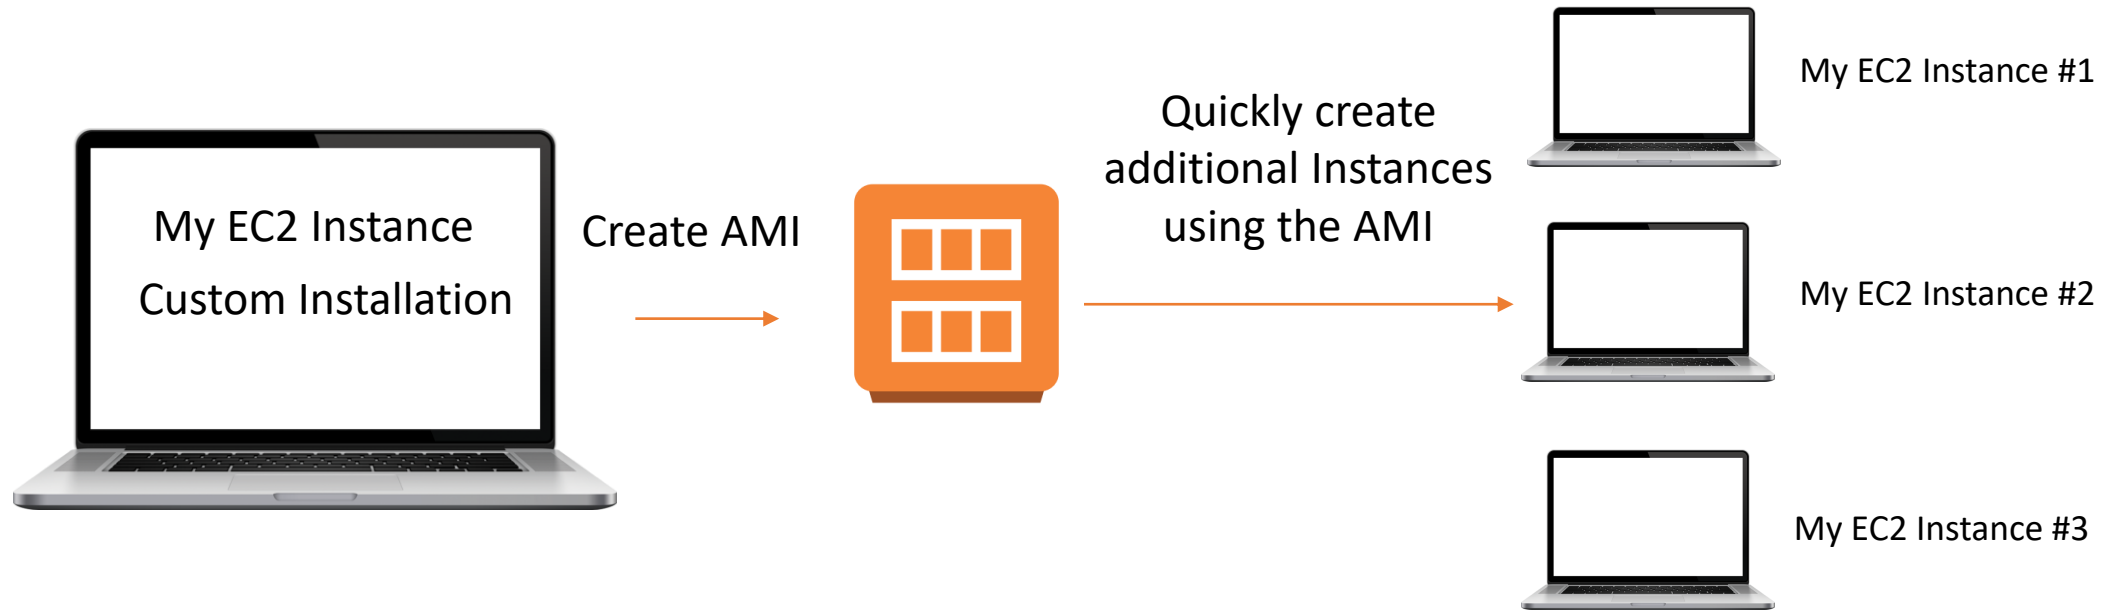 My EC2 Instance
Custom Installation
Create AMI
Quickly create
additional Instances
using the AMI
My EC2 Instance #1
My EC2 Instance #2
My EC2 Instance #3